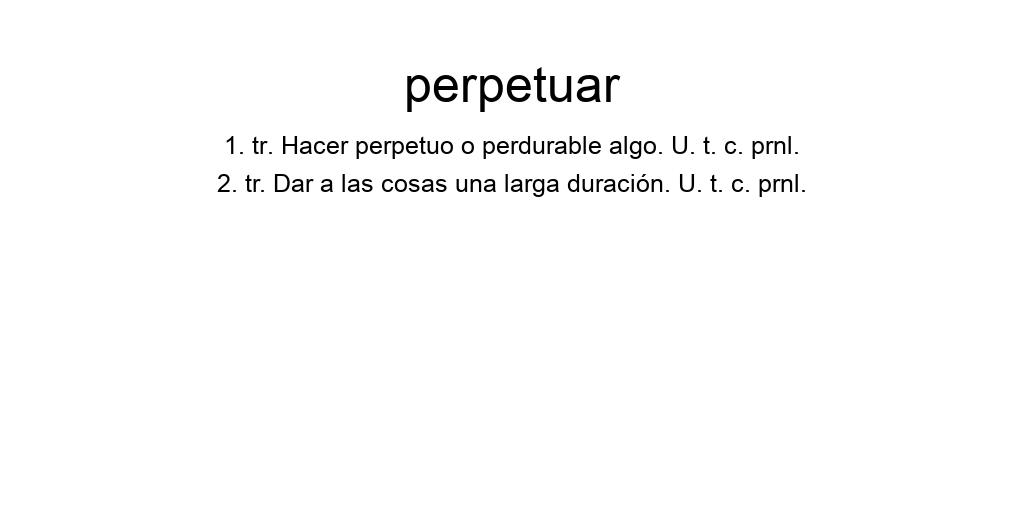 perpetuar
1. tr. Hacer perpetuo o perdurable algo. U. t. c. prnl.
2. tr. Dar a las cosas una larga duración. U. t. c. prnl.